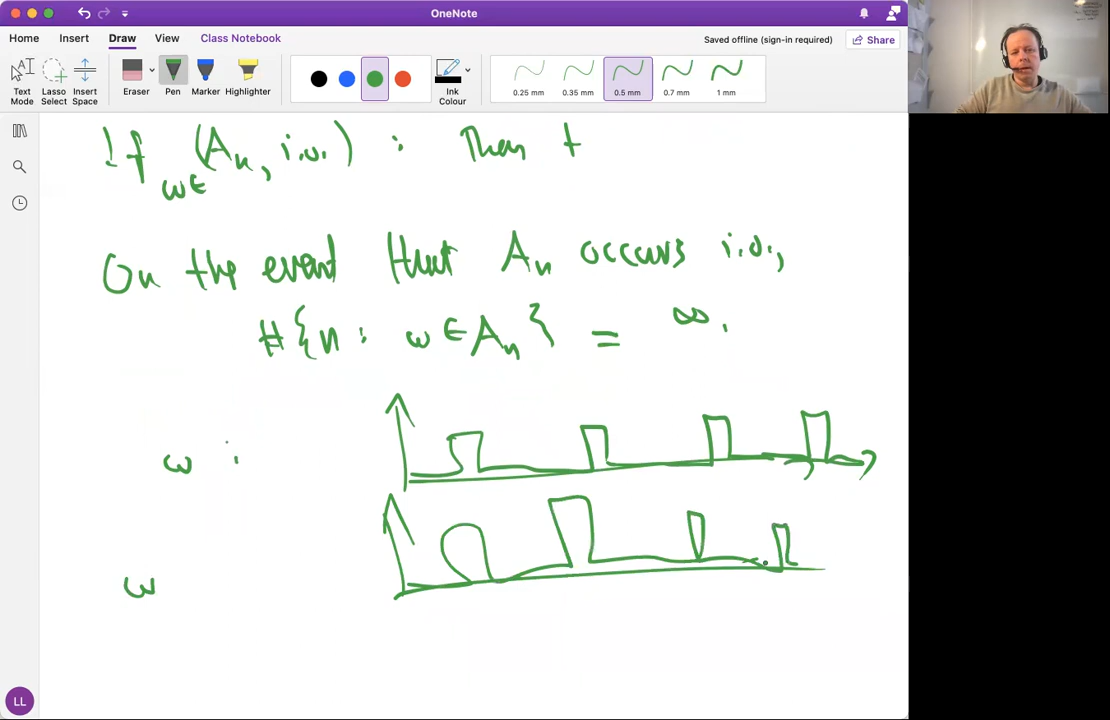 OneNote
Home Insert Draw View Class Notebook
Saved offline (sign-in required) Share
Text Mode
Lasso Select
Insert Space
Eraser
Pen
Marker
Highlighter
Ink Colour
0.25 mm 0.35 mm 0.5 mm 0.7 mm 1 mm
If ω∈ (Aₙ, i.o.) : Then t
On the event that Aₙ occurs i.o.,
#{n : ω ∈ Aₙ} = ∞.
ω :
ω
LL